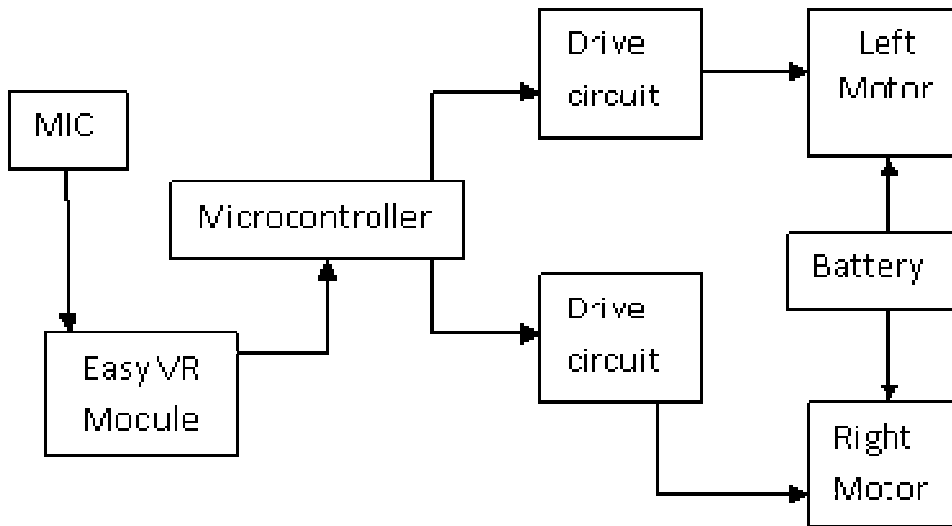 MIC
Easy VR
Mocule
Microcontroller
Drive
circuit
Drive
circuit
Left
Motor
Battery
Right
Motor